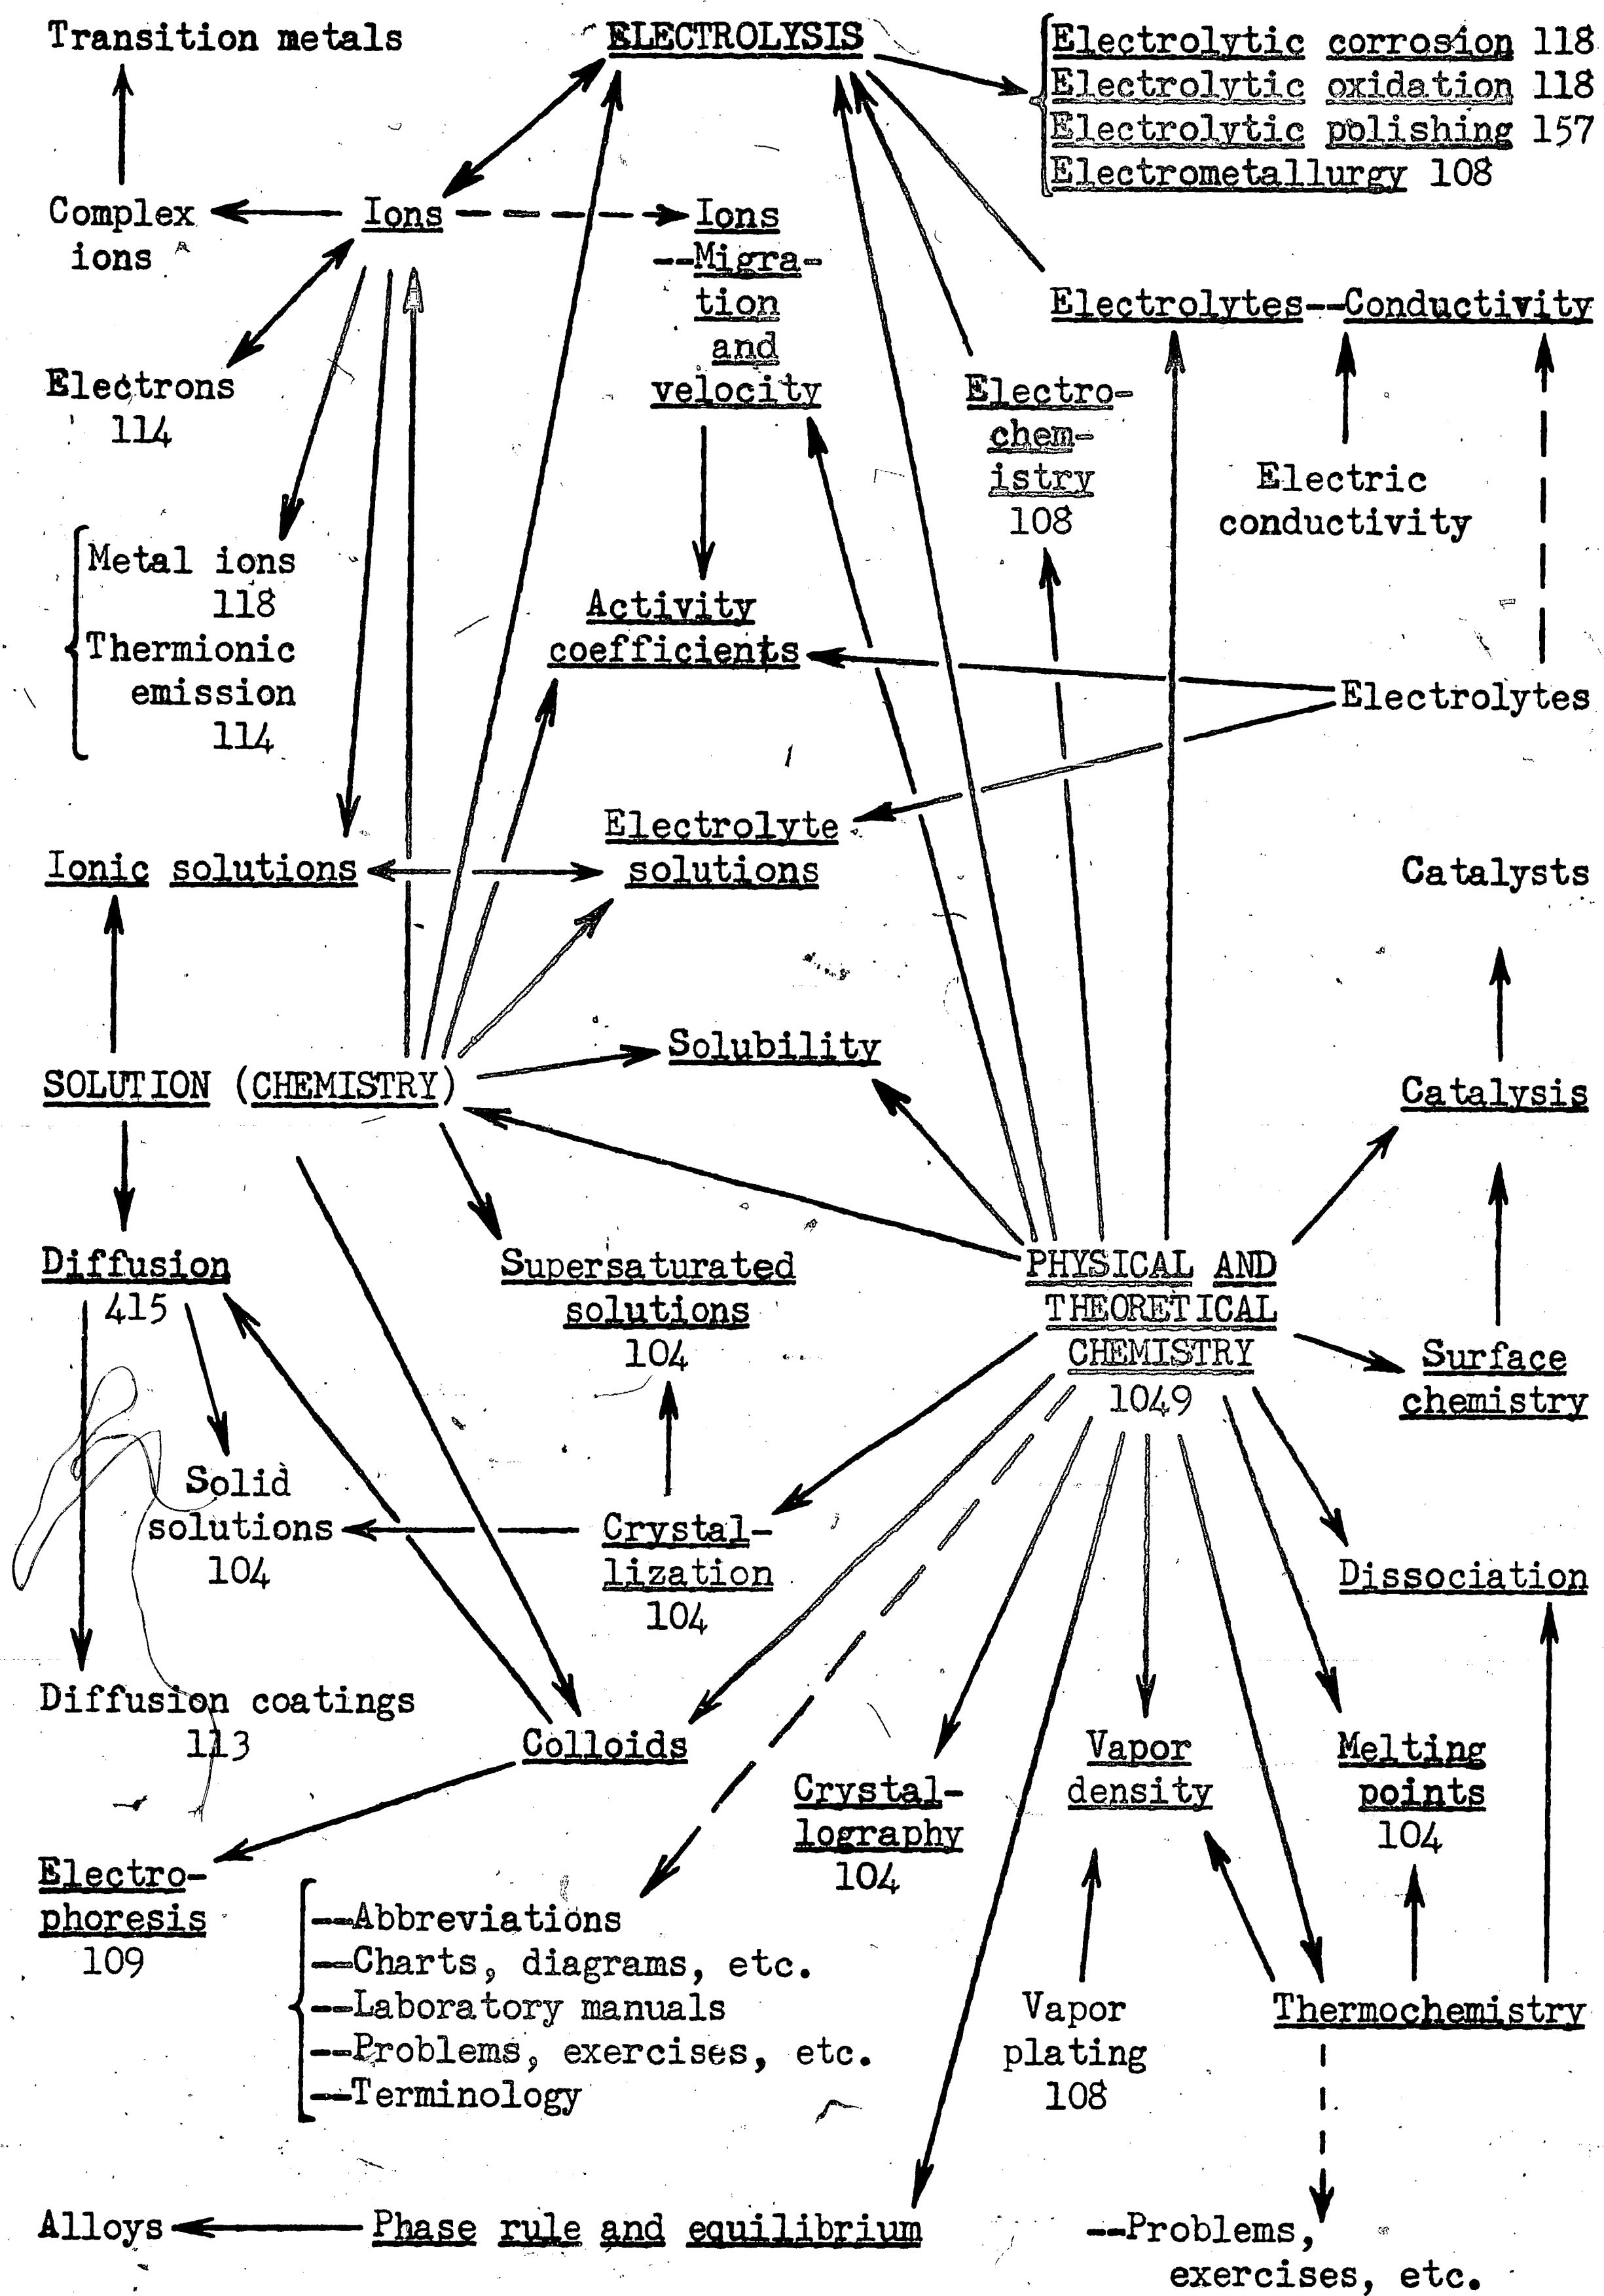 Transition metals
ELECTROLYSIS
Electrolytic corrosion 118
Electrolytic oxidation 118
Electrolytic polishing 157
Electrometallurgy 108
Complex
ions
Ions
Ions
--Migra-
tion
and
velocity
Electrolytes--Conductivity
Electrons
114
Electro-
chem-
istry
108
Electric
conductivity
Metal ions
118
Thermionic
emission
114
Activity
coefficients
Electrolytes
Electrolyte
solutions
Ionic solutions
Catalysts
Solubility
SOLUTION (CHEMISTRY)
Catalysis
Diffusion
415
Supersaturated
solutions
104
PHYSICAL AND
THEORETICAL
CHEMISTRY
1049
Surface
chemistry
Solid
solutions
104
Crystal-
lization
104
Dissociation
Diffusion coatings
113
Colloids
Vapor
density
Melting
points
104
Crystal-
lography
104
Electro-
phoresis
109
--Abbreviations
--Charts, diagrams, etc.
--Laboratory manuals
--Problems, exercises, etc.
--Terminology
Vapor
plating
108
Thermochemistry
Alloys
Phase rule and equilibrium
--Problems,
exercises, etc.